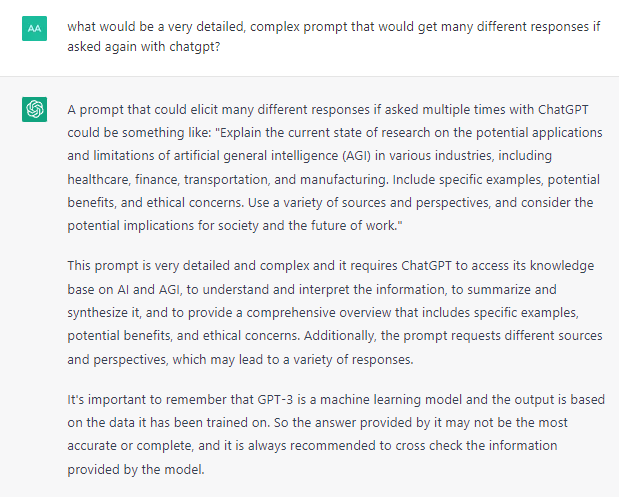 AA
what would be a very detailed, complex prompt that would get many different responses if
asked again with chatgpt?
A prompt that could elicit many different responses if asked multiple times with ChatGPT
could be something like: "Explain the current state of research on the potential applications
and limitations of artificial general intelligence (AGI) in various industries, including
healthcare, finance, transportation, and manufacturing. Include specific examples, potential
benefits, and ethical concerns. Use a variety of sources and perspectives, and consider the
potential implications for society and the future of work."
This prompt is very detailed and complex and it requires ChatGPT to access its knowledge
base on AI and AGI, to understand and interpret the information, to summarize and
synthesize it, and to provide a comprehensive overview that includes specific examples,
potential benefits, and ethical concerns. Additionally, the prompt requests different sources
and perspectives, which may lead to a variety of responses.
It's important to remember that GPT-3 is a machine learning model and the output is based
on the data it has been trained on. So the answer provided by it may not be the most
accurate or complete, and it is always recommended to cross check the information
provided by the model.